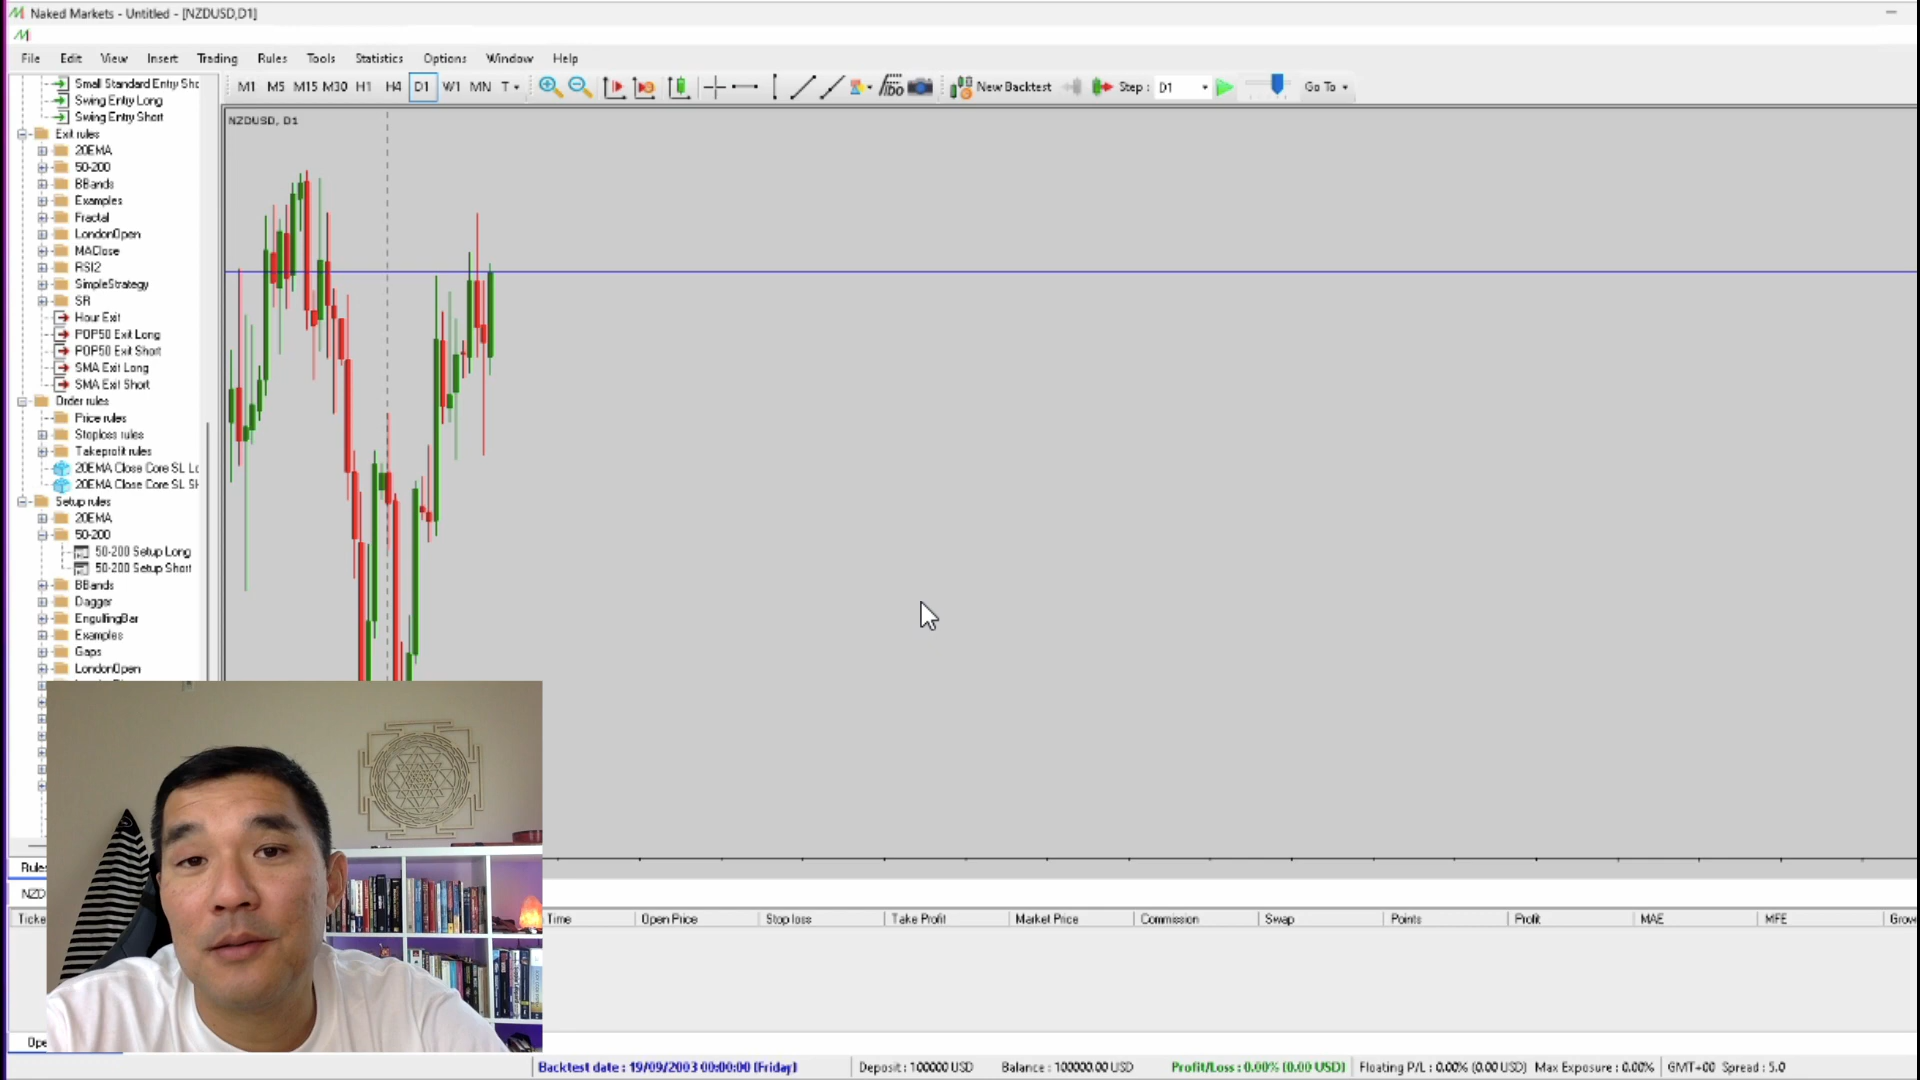 Naked Markets - Untitled - [NZDUSD,D1]
File Edit View Insert Trading Rules Tools Statistics Options Window Help
M1 M5 M15 M30 H1 H4 D1 W1 MN T New Backtest Step : D1 Go To
Small Standard Entry Sho
Swing Entry Long
Swing Entry Short
Exit rules
20EMA
50-200
BBands
Examples
Fractal
LondonOpen
MAClose
RSI2
SimpleStrategy
SR
Hour Exit
POP50 Exit Long
POP50 Exit Short
SMA Exit Long
SMA Exit Short
Order rules
Price rules
Stoploss rules
Takeprofit rules
20EMA Close Core SL Lo
20EMA Close Core SL Sh
Setup rules
20EMA
50-200
50-200 Setup Long
50-200 Setup Short
BBands
Dagger
EngulfingBar
Examples
Gaps
LondonOpen
NZDUSD, D1
Rules
NZD
Ticke Time Open Price Stop loss Take Profit Market Price Commission Swap Points Profit MAE MFE Grow
Ope
Backtest date : 19/09/2003 00:00:00 (Friday) Deposit : 100000 USD Balance : 100000.00 USD Profit/Loss : 0.00% (0.00 USD) Floating P/L : 0.00% (0.00 USD) Max Exposure : 0.00% GMT+00 Spread : 5.0